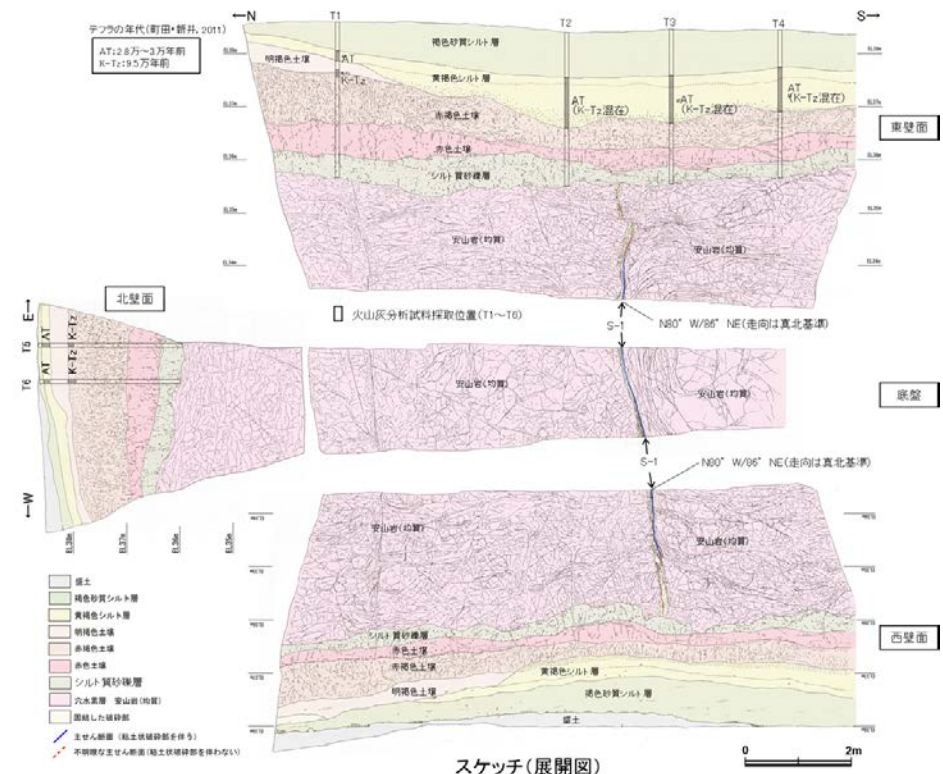 テフラの年代(町田・新井, 2011)
AT:2.8万～3万年前
K-Tz:9.5万年前
←N
S→
T1
T2
T3
T4
褐色砂質シルト層
明褐色土壌
AT
K-Tz
黄褐色シルト層
AT
(K-Tz混在)
AT
(K-Tz混在)
AT
(K-Tz混在)
赤褐色土壌
赤色土壌
シルト質砂礫層
安山岩(均質)
安山岩(均質)
東壁面
北壁面
←E
T5
T6
AT
K-Tz
AT
K-Tz
←W
EL.38m
EL.37m
EL.36m
EL.35m
火山灰分析試料採取位置(T1～T6)
S-1
N80°W/86°NE(走向は真北基準)
安山岩(均質)
安山岩(均質)
底盤
S-1
N80°W/86°NE(走向は真北基準)
安山岩(均質)
安山岩(均質)
シルト質砂礫層
赤色土壌
赤褐色土壌
黄褐色シルト層
明褐色土壌
褐色砂質シルト層
盛土
西壁面
盛土
褐色砂質シルト層
黄褐色シルト層
明褐色土壌
赤褐色土壌
赤色土壌
シルト質砂礫層
穴水累層 安山岩(均質)
固結した破砕部
主せん断面(粘土状破砕部を伴う)
不明瞭な主せん断面(粘土状破砕部を伴わない)
0
2m
スケッチ(展開図)